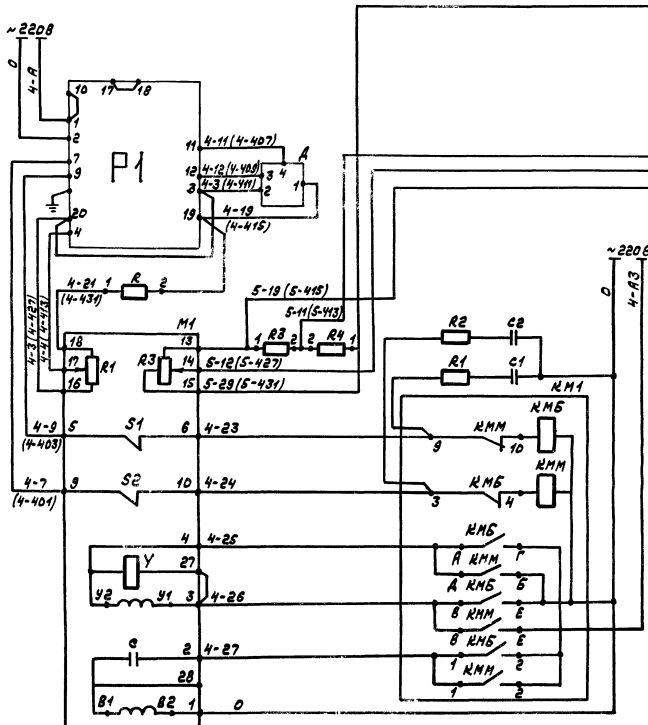 ~220В
0
4-А
10
17 18
1
2
7
9
20
4
Р1
11
12
3
19
4-11(4-407)
4-12(4-409)
4-3(4-411)
4-19
(4-415)
Д
4
3
2
1
4-21
(4-431)
1 R 2
4-3(4-427)
4-4(4-413)
М1
5-19 (5-415)
5-11(5-413)
5-12(5-427)
5-29(5-431)
18
17
16
R1
R3
13
14
15
1 R3 2 2 R4 1
~220В
0
4-А3
R2 С2
R1 С1
КМ1
4-9
(4-403)
5 S1 6 4-23
9 КММ 10 КМБ
4-7
(4-401)
9 S2 10 4-24
3 КМБ 4 КММ
4 4-25
У 27
У2 У1 3 4-26
А КМБ Г
Д КММ Б
В КМБ Е
В КММ Е
1 КМБ 2
1 КММ 2
С 2 4-27
28
В1 В2 1 0